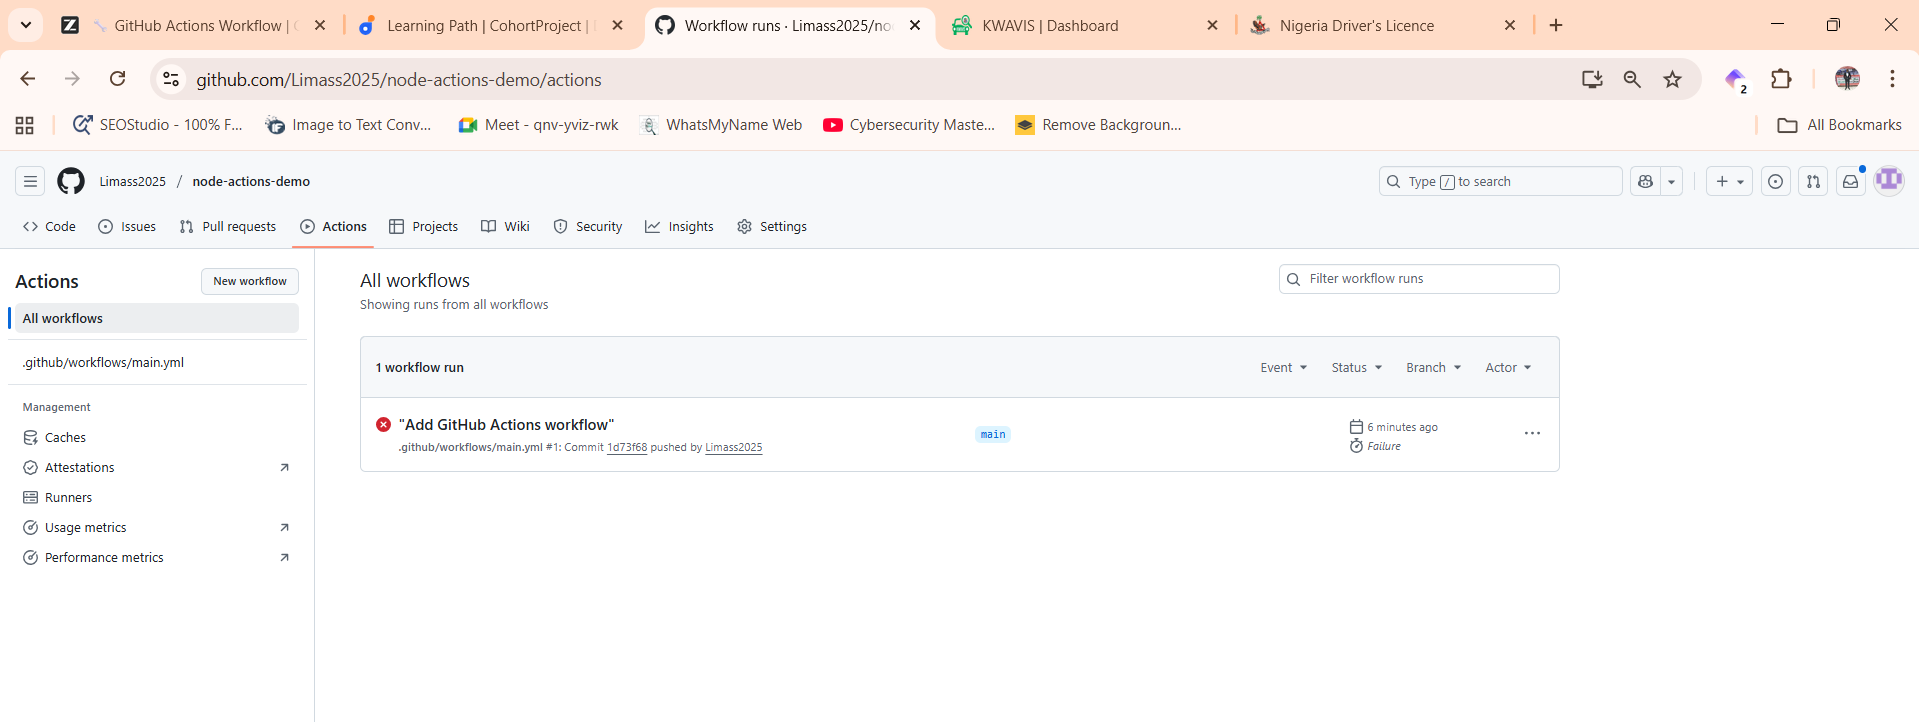 GitHub Actions Workflow |
Learning Path | CohortProject |
Workflow runs · Limass2025/no
KWAVIS | Dashboard
Nigeria Driver's Licence
github.com/Limass2025/node-actions-demo/actions
2
SEOStudio - 100% F...
Image to Text Conv...
Meet - qnv-yviz-rwk
WhatsMyName Web
Cybersecurity Maste...
Remove Backgroun...
All Bookmarks
Limass2025 / node-actions-demo
Type / to search
Code
Issues
Pull requests
Actions
Projects
Wiki
Security
Insights
Settings
Actions
New workflow
All workflows
.github/workflows/main.yml
Management
Caches
Attestations
Runners
Usage metrics
Performance metrics
All workflows
Showing runs from all workflows
Filter workflow runs
1 workflow run
Event
Status
Branch
Actor
"Add GitHub Actions workflow"
.github/workflows/main.yml #1: Commit 1d73f68 pushed by Limass2025
main
6 minutes ago
Failure